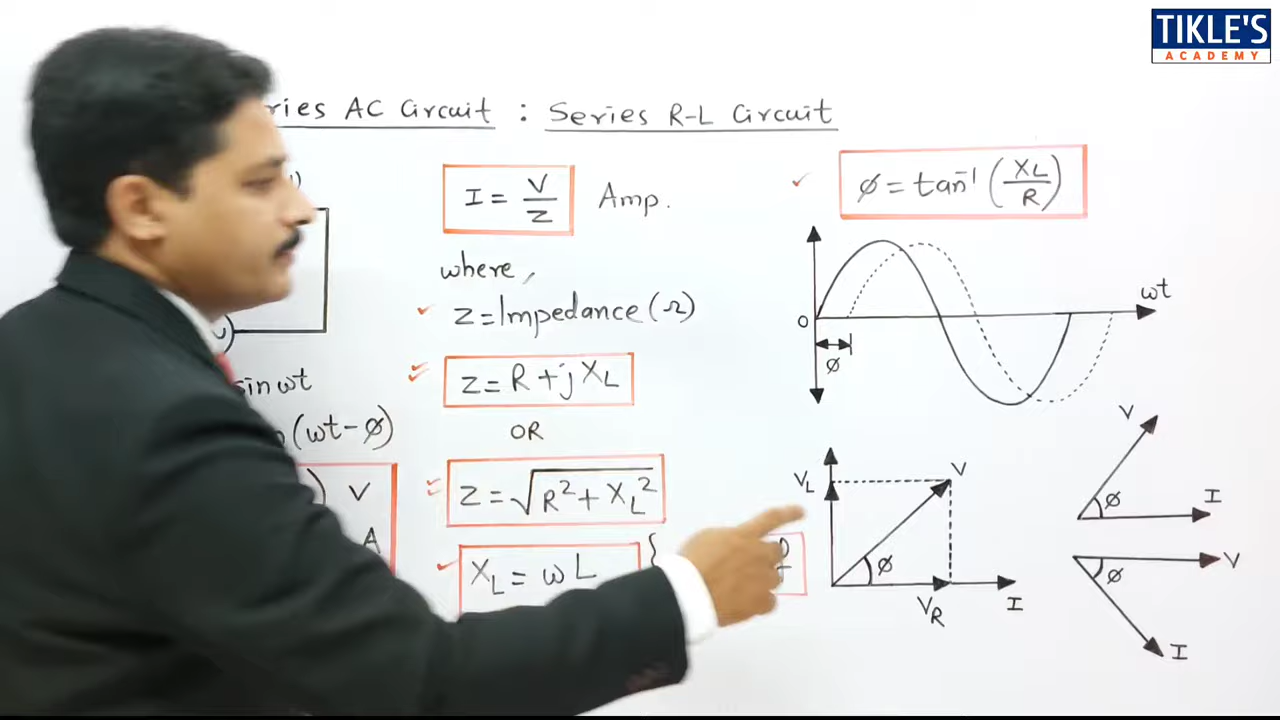 TIKLE'S
ACADEMY
ries AC Circuit : Series R-L Circuit
I = V/Z Amp.
where,
Z = Impedance (Ω)
Z = R + j XL
OR
Z = √R² + XL²
XL = ωL {
sin ωt
(ωt - ø)
V
A
ø = tan⁻¹ (XL/R)
ωt
0
ø
VL
V
ø
VR
I
V
ø
I
V
ø
I